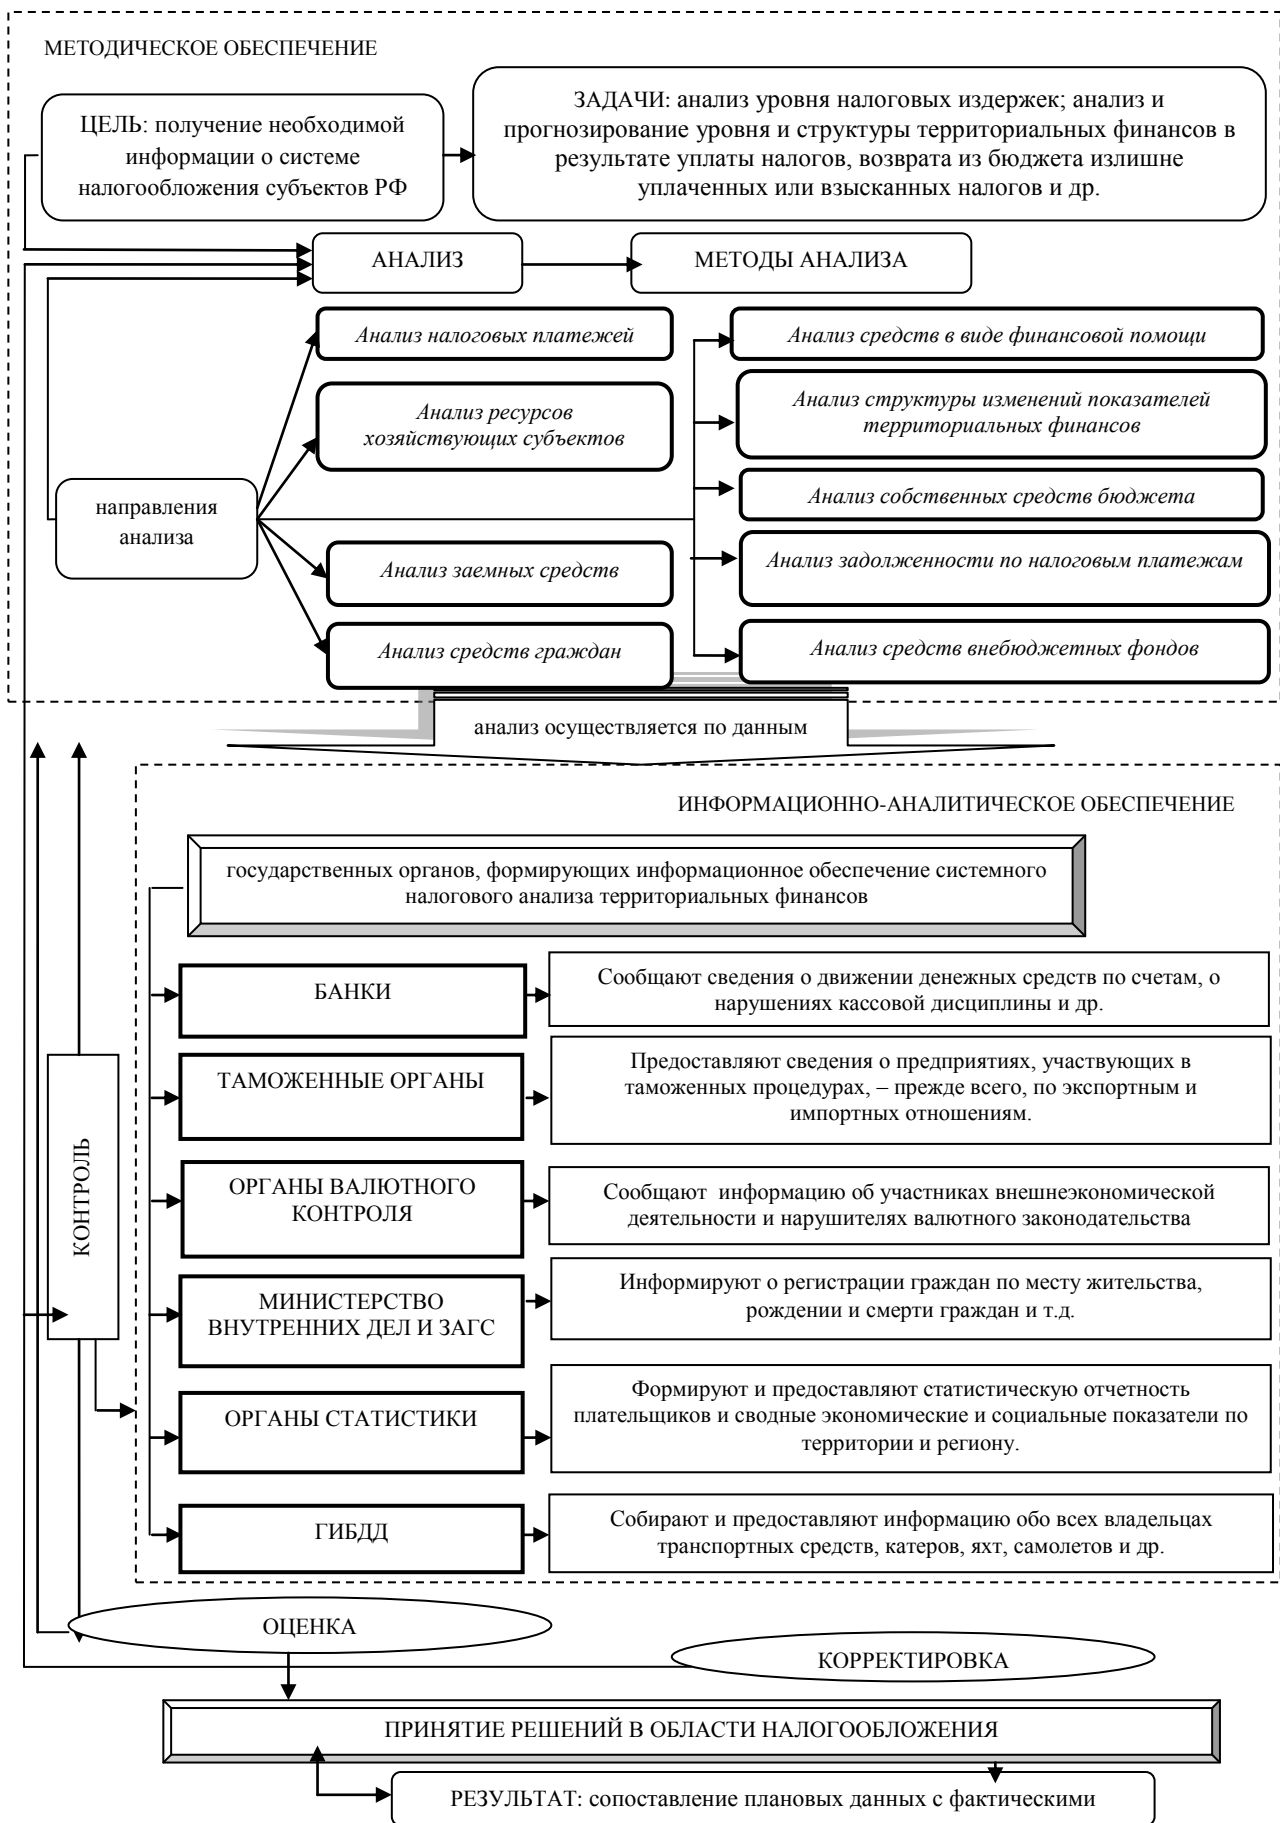 МЕТОДИЧЕСКОЕ ОБЕСПЕЧЕНИЕ
ЦЕЛЬ: получение необходимой
информации о системе
налогообложения субъектов РФ
ЗАДАЧИ: анализ уровня налоговых издержек; анализ и
прогнозирование уровня и структуры территориальных финансов в
результате уплаты налогов, возврата из бюджета излишне
уплаченных или взысканных налогов и др.
АНАЛИЗ
МЕТОДЫ АНАЛИЗА
направления
анализа
Анализ налоговых платежей
Анализ ресурсов
хозяйствующих субъектов
Анализ заемных средств
Анализ средств граждан
Анализ средств в виде финансовой помощи
Анализ структуры изменений показателей
территориальных финансов
Анализ собственных средств бюджета
Анализ задолженности по налоговым платежам
Анализ средств внебюджетных фондов
анализ осуществляется по данным
ИНФОРМАЦИОННО-АНАЛИТИЧЕСКОЕ ОБЕСПЕЧЕНИЕ
государственных органов, формирующих информационное обеспечение системного
налогового анализа территориальных финансов
КОНТРОЛЬ
БАНКИ
Сообщают сведения о движении денежных средств по счетам, о
нарушениях кассовой дисциплины и др.
ТАМОЖЕННЫЕ ОРГАНЫ
Предоставляют сведения о предприятиях, участвующих в
таможенных процедурах, – прежде всего, по экспортным и
импортных отношениям.
ОРГАНЫ ВАЛЮТНОГО
КОНТРОЛЯ
Сообщают информацию об участниках внешнеэкономической
деятельности и нарушителях валютного законодательства
МИНИСТЕРСТВО
ВНУТРЕННИХ ДЕЛ И ЗАГС
Информируют о регистрации граждан по месту жительства,
рождении и смерти граждан и т.д.
ОРГАНЫ СТАТИСТИКИ
Формируют и предоставляют статистическую отчетность
плательщиков и сводные экономические и социальные показатели по
территории и региону.
ГИБДД
Собирают и предоставляют информацию обо всех владельцах
транспортных средств, катеров, яхт, самолетов и др.
ОЦЕНКА
КОРРЕКТИРОВКА
ПРИНЯТИЕ РЕШЕНИЙ В ОБЛАСТИ НАЛОГООБЛОЖЕНИЯ
РЕЗУЛЬТАТ: сопоставление плановых данных с фактическими